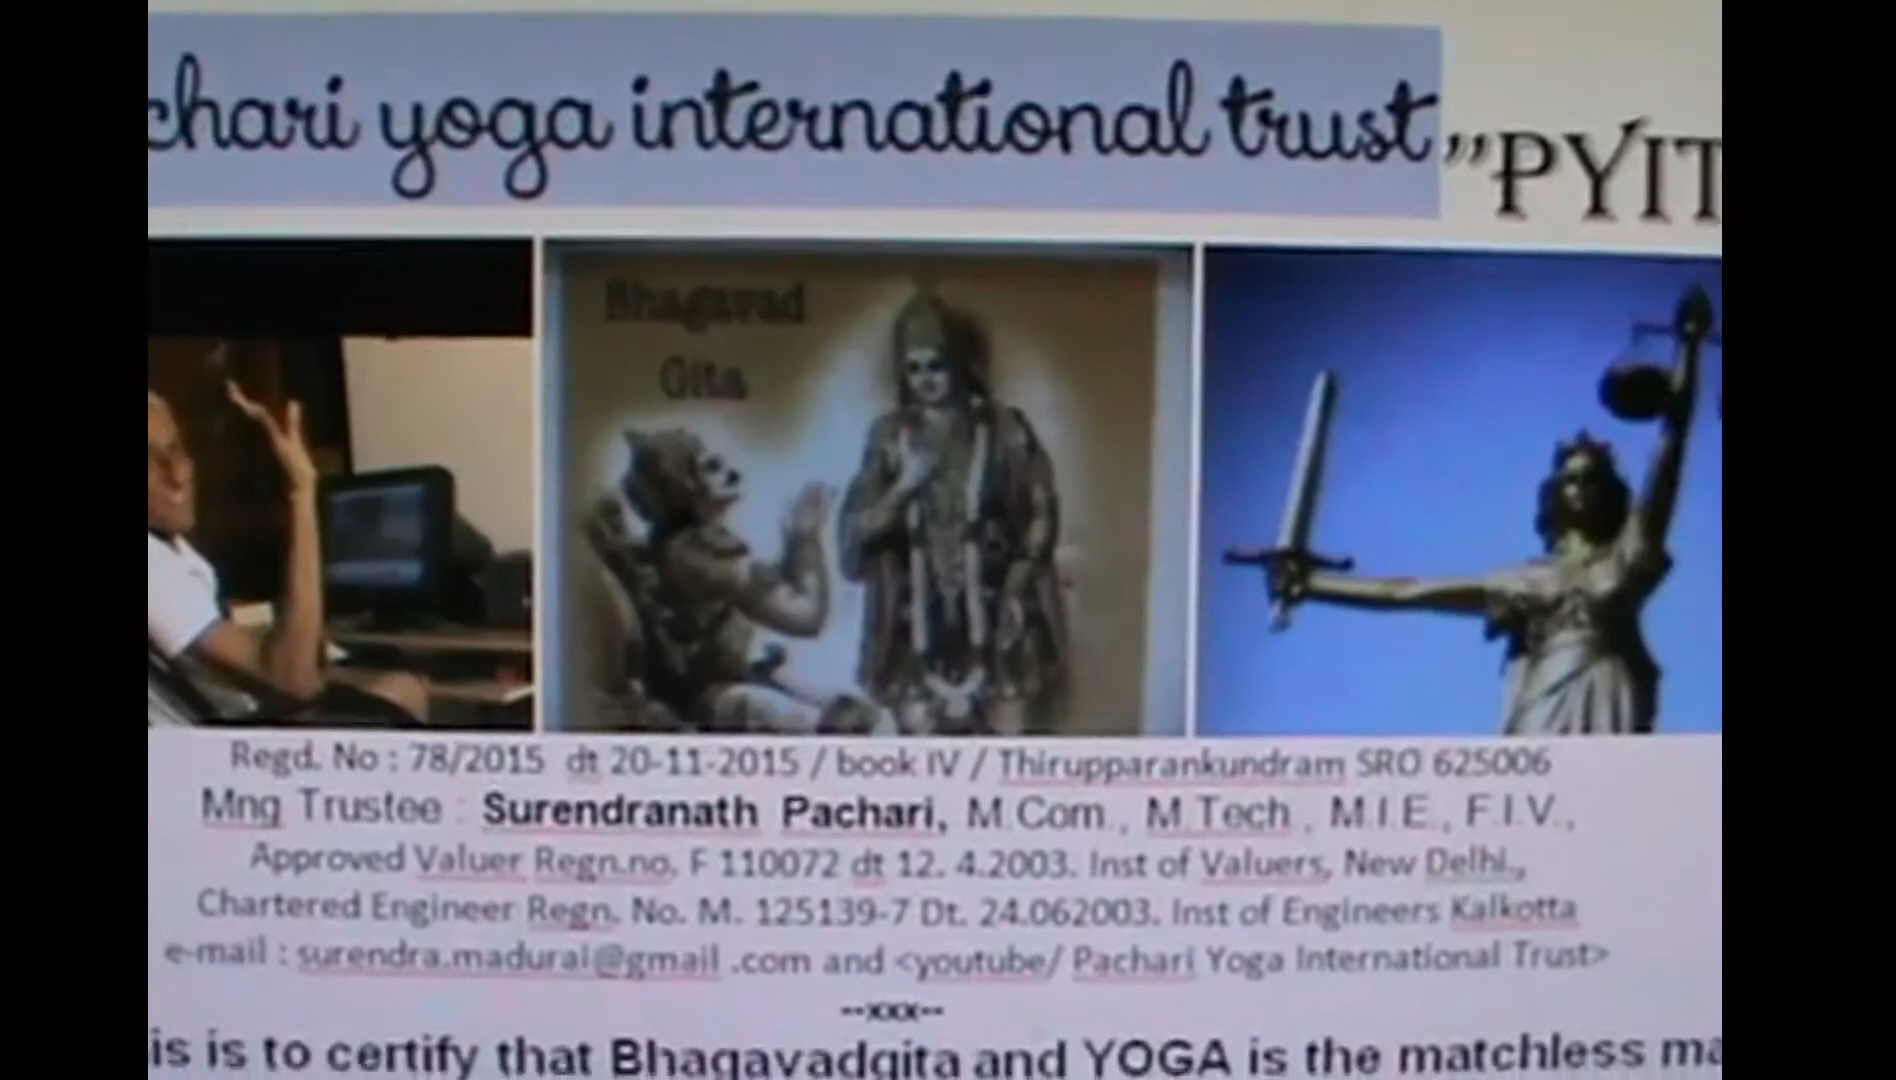 chari yoga international trust "PYIT
Bhagavad
Gita
Regd. No : 78/2015 dt 20-11-2015 / book IV / Thirupparankundram SRO 625006
Mng Trustee : Surendranath Pachari, M.Com., M.Tech., M.I.E., F.I.V.,
Approved Valuer Regn.no. F 110072 dt 12. 4.2003. Inst of Valuers, New Delhi.,
Chartered Engineer Regn. No. M. 125139-7 Dt. 24.062003. Inst of Engineers Kalkotta
e-mail : surendra.madurai@gmail .com and <youtube/ Pachari Yoga International Trust>
--xxx--
is is to certify that Bhagavadgita and YOGA is the matchless ma